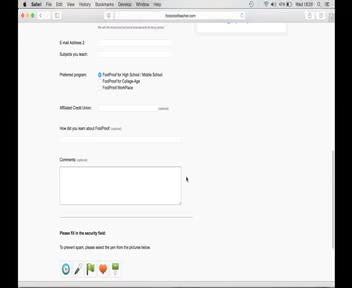 Safari File Edit View History Bookmarks Develop Window Help
Wed 18:28
foolproofteacher.com
E-mail Address 2:
Subjects you teach:
Preferred program: FoolProof for High School / Middle School
FoolProof for College-Age
FoolProof WorkPlace
Affiliated Credit Union: (optional)
How did you learn about FoolProof: (optional)
Comments: (optional)
Please fill in the security field:
To prevent spam, please select the pen from the pictures below.